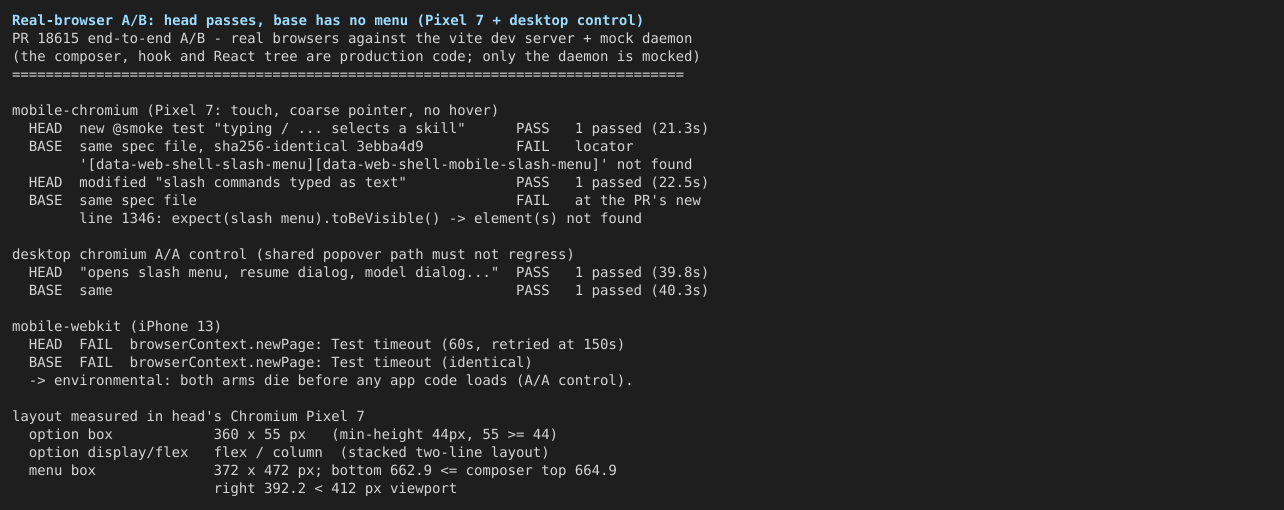 Real-browser A/B: head passes, base has no menu (Pixel 7 + desktop control)
PR 18615 end-to-end A/B - real browsers against the vite dev server + mock daemon
(the composer, hook and React tree are production code; only the daemon is mocked)
================================================================================
mobile-chromium (Pixel 7: touch, coarse pointer, no hover)
  HEAD  new @smoke test "typing / ... selects a skill"      PASS   1 passed (21.3s)
  BASE  same spec file, sha256-identical 3ebba4d9           FAIL   locator
        '[data-web-shell-slash-menu][data-web-shell-mobile-slash-menu]' not found
  HEAD  modified "slash commands typed as text"             PASS   1 passed (22.5s)
  BASE  same spec file                                      FAIL   at the PR's new
        line 1346: expect(slash menu).toBeVisible() -> element(s) not found
desktop chromium A/A control (shared popover path must not regress)
  HEAD  "opens slash menu, resume dialog, model dialog..."  PASS   1 passed (39.8s)
  BASE  same                                                PASS   1 passed (40.3s)
mobile-webkit (iPhone 13)
  HEAD  FAIL  browserContext.newPage: Test timeout (60s, retried at 150s)
  BASE  FAIL  browserContext.newPage: Test timeout (identical)
  -> environmental: both arms die before any app code loads (A/A control).
layout measured in head's Chromium Pixel 7
  option box            360 x 55 px   (min-height 44px, 55 >= 44)
  option display/flex   flex / column  (stacked two-line layout)
  menu box              372 x 472 px; bottom 662.9 <= composer top 664.9
                        right 392.2 < 412 px viewport